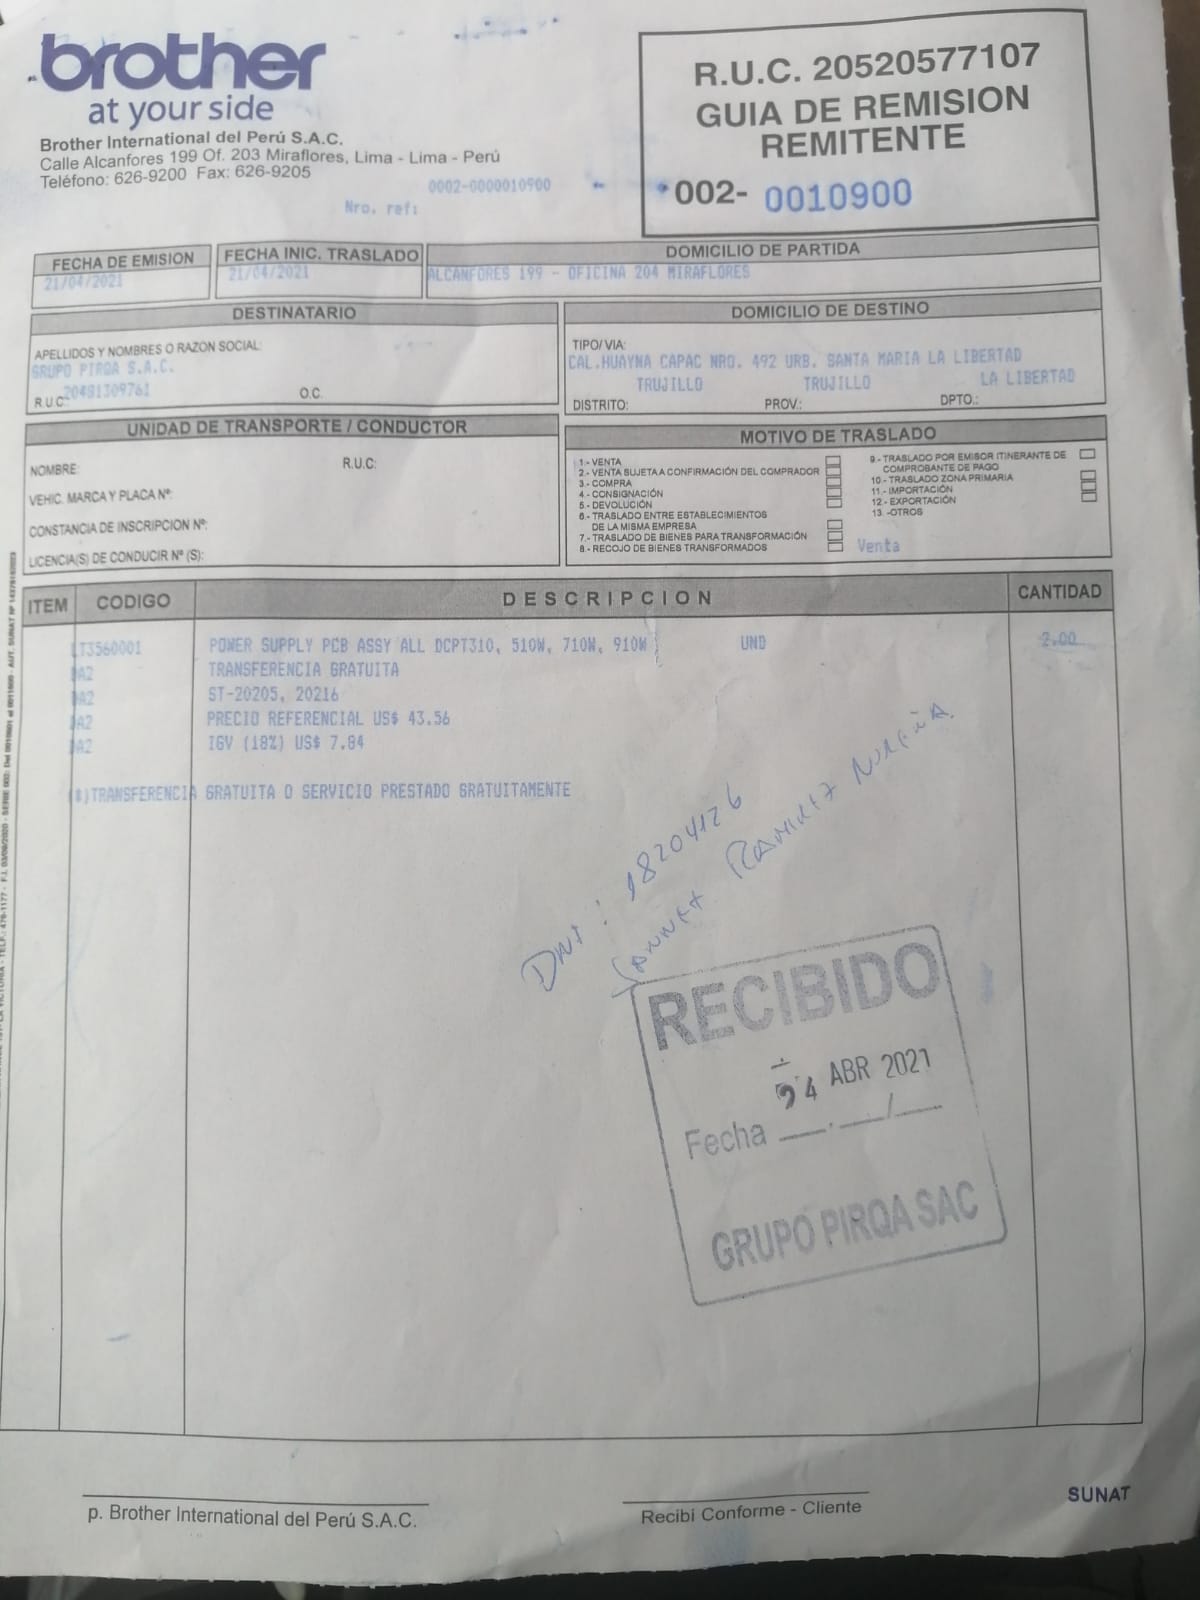 brother
at your side
Brother International del Perú S.A.C.
Calle Alcanfores 199 Of. 203 Miraflores, Lima - Lima - Perú
Teléfono: 626-9200 Fax: 626-9205
0002-0000010900
Nro. ref:
R.U.C. 20520577107
GUIA DE REMISION
REMITENTE
002- 0010900
FECHA DE EMISIÓN
21/04/2021
FECHA INIC. TRASLADO
21/04/2021
DOMICILIO DE PARTIDA
ALCANFORES 199 - OFICINA 204 MIRAFLORES
DESTINATARIO
APELLIDOS Y NOMBRES O RAZON SOCIAL:
GRUPO PIRQA S.A.C.
R.U.C. 20481309761 O.C.
DOMICILIO DE DESTINO
TIPO/VIA:
CAL.HUAYNA CAPAC NRO. 492 URB. SANTA MARIA LA LIBERTAD
TRUJILLO TRUJILLO LA LIBERTAD
DISTRITO: PROV.: DPTO.:
UNIDAD DE TRANSPORTE / CONDUCTOR
NOMBRE: R.U.C:
VEHIC. MARCA Y PLACA Nº:
CONSTANCIA DE INSCRIPCION Nº:
LICENCIA(S) DE CONDUCIR Nº (S):
MOTIVO DE TRASLADO
1.- VENTA
2.- VENTA SUJETA A CONFIRMACIÓN DEL COMPRADOR
3.- COMPRA
4.- CONSIGNACIÓN
5.- DEVOLUCIÓN
6.- TRASLADO ENTRE ESTABLECIMIENTOS
DE LA MISMA EMPRESA
7.- TRASLADO DE BIENES PARA TRANSFORMACIÓN
8.- RECOJO DE BIENES TRANSFORMADOS
9.- TRASLADO POR EMISOR ITINERANTE DE
COMPROBANTE DE PAGO
10.- TRASLADO ZONA PRIMARIA
11.- IMPORTACIÓN
12.- EXPORTACIÓN
13.-OTROS
Venta
ITEM CODIGO DESCRIPCION CANTIDAD
LT3560001 POWER SUPPLY PCB ASSY ALL DCPT310, 510W, 710W, 910W UND 2.00
DA2 TRANSFERENCIA GRATUITA
DA2 ST-20205, 20216
DA2 PRECIO REFERENCIAL US$ 43.56
DA2 IGV (18%) US$ 7.84
(*)TRANSFERENCIA GRATUITA O SERVICIO PRESTADO GRATUITAMENTE
DNI: 18204126
RAMIREZ
RECIBIDO
24 ABR 2021
Fecha
GRUPO PIRQA SAC
p. Brother International del Perú S.A.C.
Recibí Conforme - Cliente
SUNAT